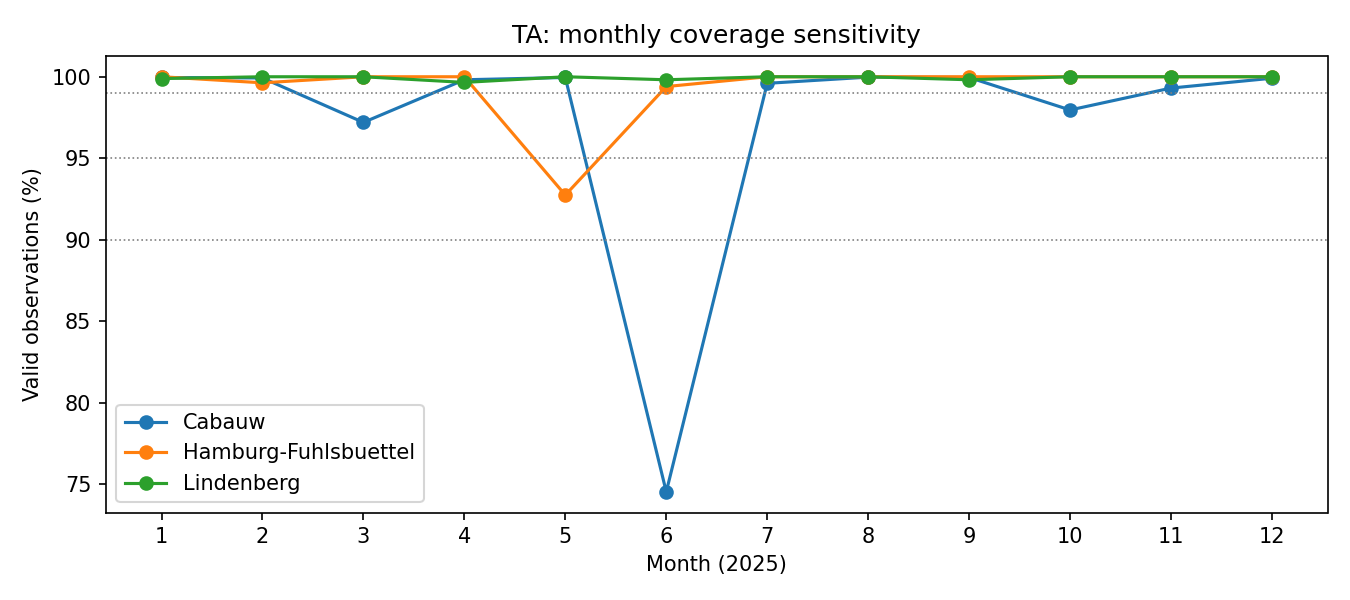 TA: monthly coverage sensitivity
Valid observations (%)
100
95
90
85
80
75
Cabauw
Hamburg-Fuhlsbuettel
Lindenberg
1 2 3 4 5 6 7 8 9 10 11 12
Month (2025)